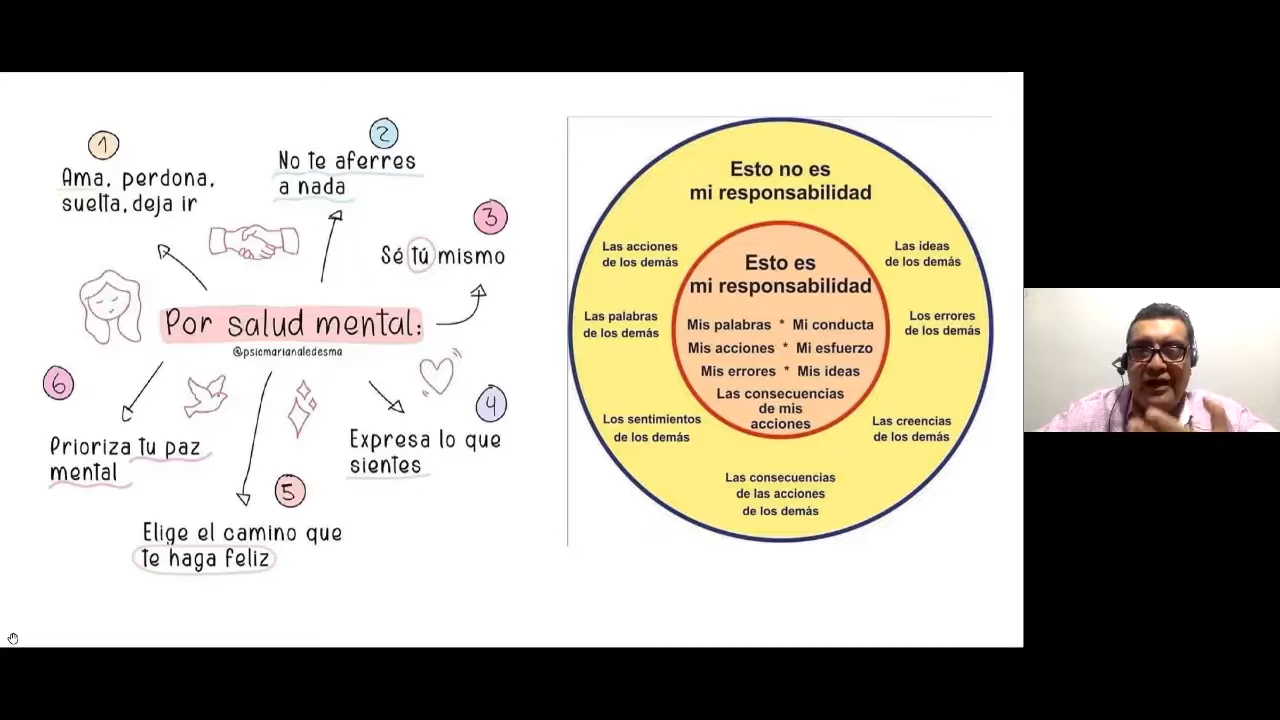 1
Ama, perdona,
suelta, deja ir
2
No te aferres
a nada
3
Sé tú mismo
Por salud mental:
@psicmarianaledesma
6
Prioriza tu paz
mental
4
Expresa lo que
sientes
5
Elige el camino que
te haga feliz
Esto no es
mi responsabilidad
Las acciones
de los demás
Las ideas
de los demás
Las palabras
de los demás
Los errores
de los demás
Los sentimientos
de los demás
Las creencias
de los demás
Las consecuencias
de las acciones
de los demás
Esto es
mi responsabilidad
Mis palabras * Mi conducta
Mis acciones * Mi esfuerzo
Mis errores * Mis ideas
Las consecuencias
de mis
acciones